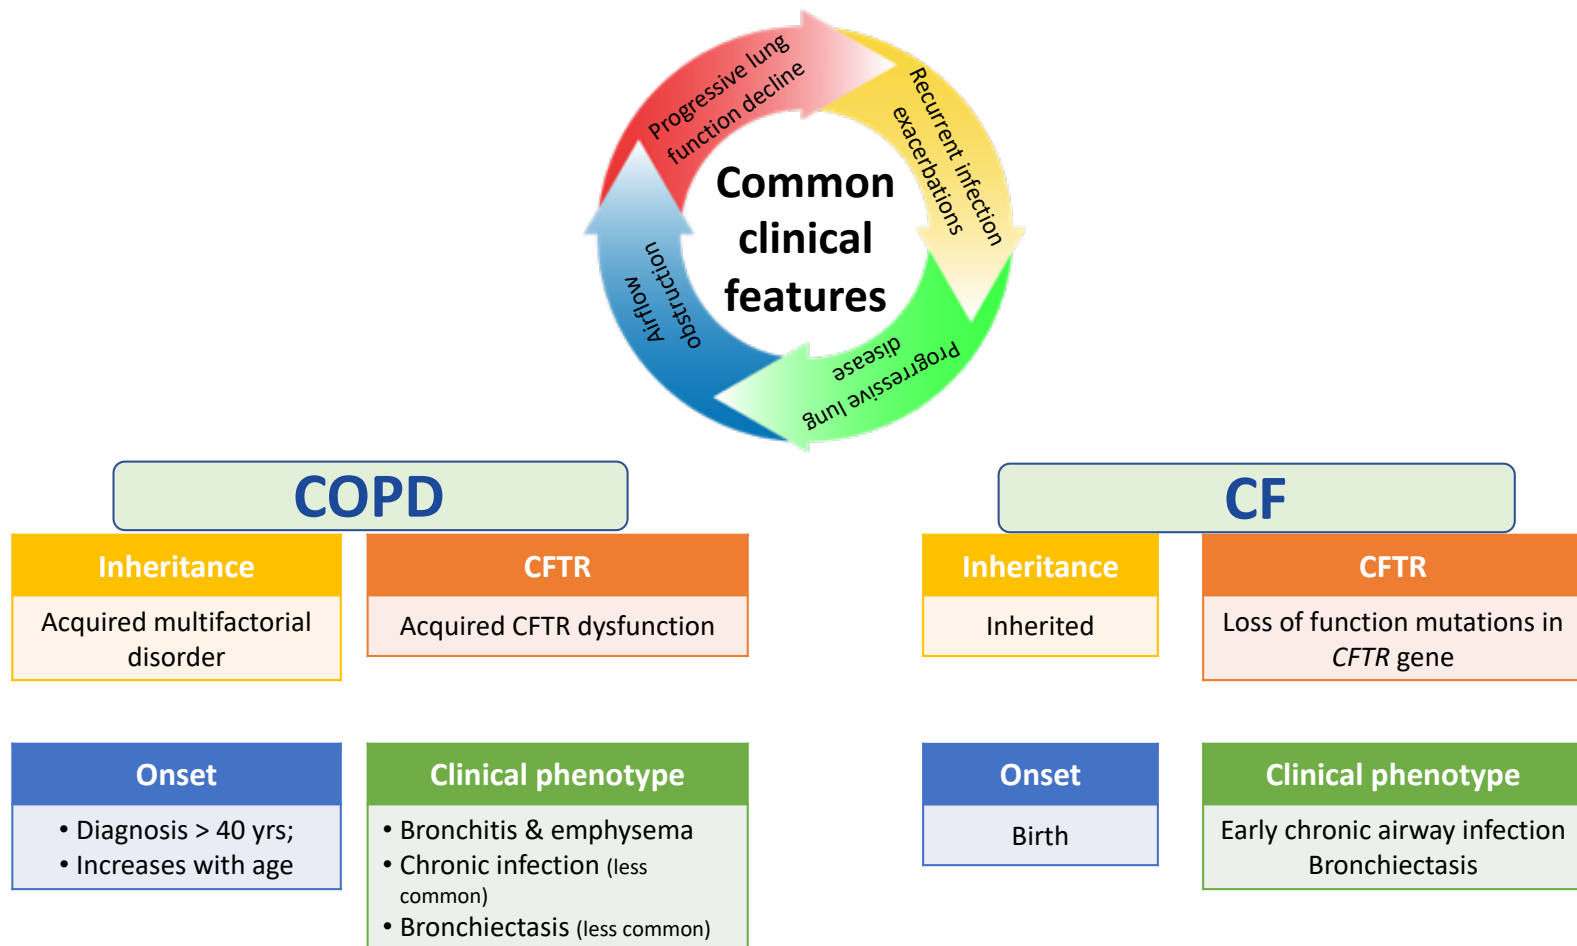 Progressive lung
function decline
Recurrent infection
exacerbations
Progrressive lung
disease
Airflow
obstruction
Common
clinical
features
COPD
Inheritance
Acquired multifactorial
disorder
CFTR
Acquired CFTR dysfunction
Onset
• Diagnosis > 40 yrs;
• Increases with age
Clinical phenotype
• Bronchitis & emphysema
• Chronic infection (less
common)
• Bronchiectasis (less common)
CF
Inheritance
Inherited
CFTR
Loss of function mutations in
CFTR gene
Onset
Birth
Clinical phenotype
Early chronic airway infection
Bronchiectasis